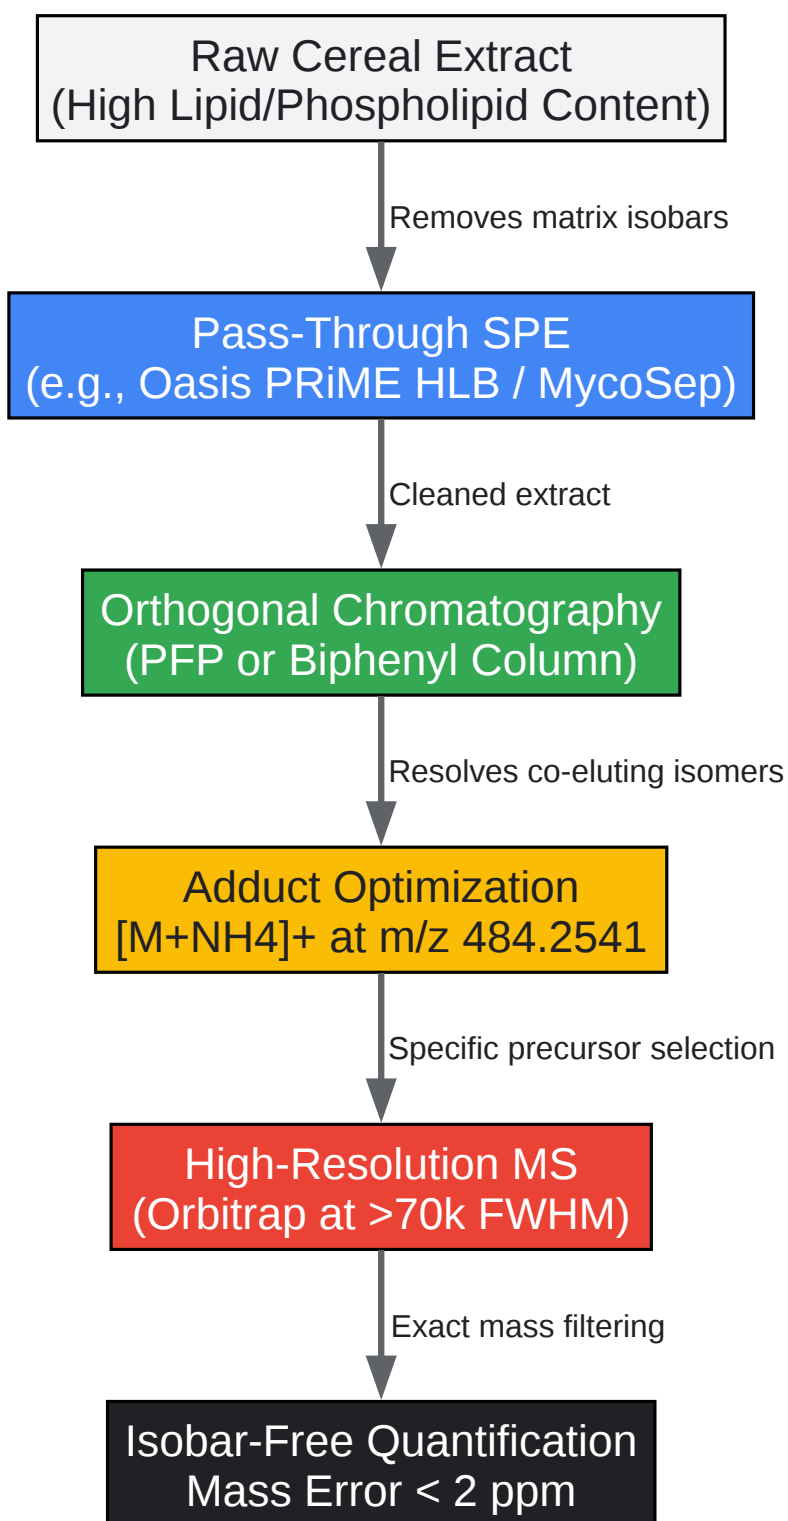 Raw Cereal Extract
(High Lipid/Phospholipid Content)
Removes matrix isobars
Pass-Through SPE
(e.g., Oasis PRiME HLB / MycoSep)
Cleaned extract
Orthogonal Chromatography
(PFP or Biphenyl Column)
Resolves co-eluting isomers
Adduct Optimization
[M+NH4]+ at m/z 484.2541
Specific precursor selection
High-Resolution MS
(Orbitrap at >70k FWHM)
Exact mass filtering
Isobar-Free Quantification
Mass Error < 2 ppm